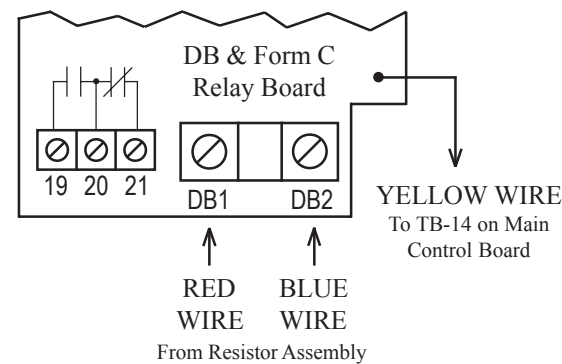 DB & Form C
Relay Board
19 20 21
DB1 DB2
YELLOW WIRE
To TB-14 on Main
Control Board
RED WIRE
BLUE WIRE
From Resistor Assembly